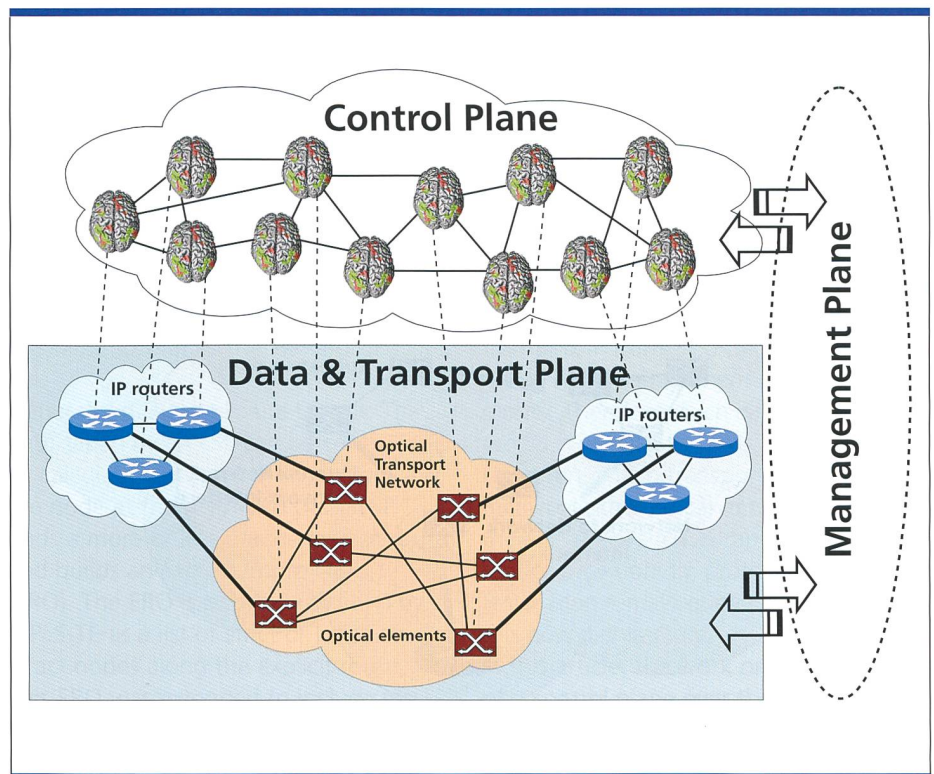 Control Plane
Management Plane
Data & Transport Plane
IP routers
IP routers
Optical
Transport
Network
Optical elements